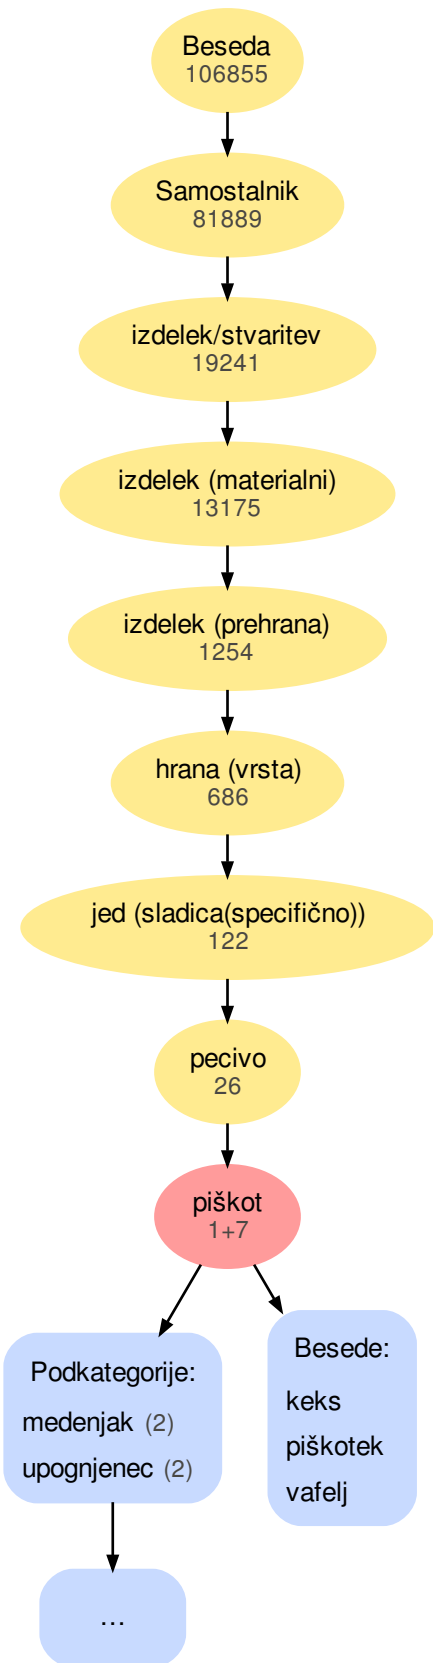 Beseda
106855
Samostalnik
81889
izdelek/stvaritev
19241
izdelek (materialni)
13175
izdelek (prehrana)
1254
hrana (vrsta)
686
jed (sladica(specifično))
122
pecivo
26
piškot
1+7
Podkategorije:
medenjak (2)
upognjenec (2)
Besede:
keks
piškotek
vafelj
...